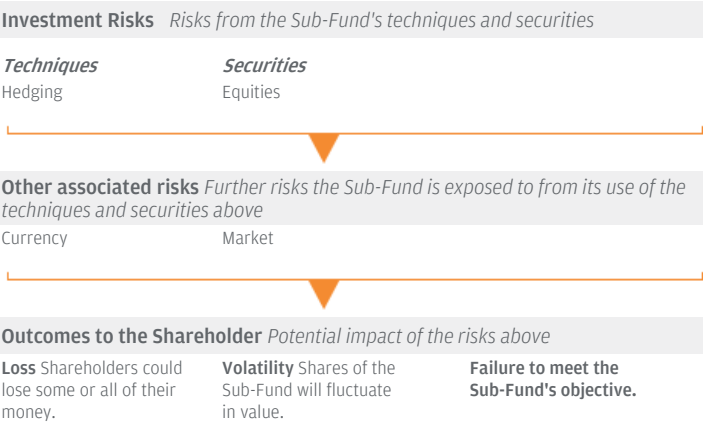 Investment Risks Risks from the Sub-Fund's techniques and securities
Techniques Securities
Hedging Equities
Other associated risks Further risks the Sub-Fund is exposed to from its use of the
techniques and securities above
Currency Market
Outcomes to the Shareholder Potential impact of the risks above
Loss Shareholders could
lose some or all of their
money.
Volatility Shares of the
Sub-Fund will fluctuate
in value.
Failure to meet the
Sub-Fund's objective.